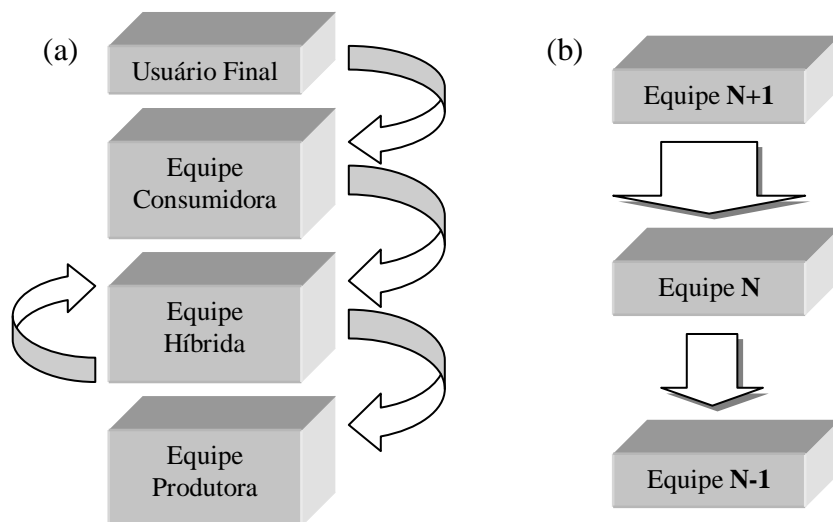 (a)
Usuário Final
Equipe
Consumidora
Equipe
Híbrida
Equipe
Produtora
(b)
Equipe N+1
Equipe N
Equipe N-1